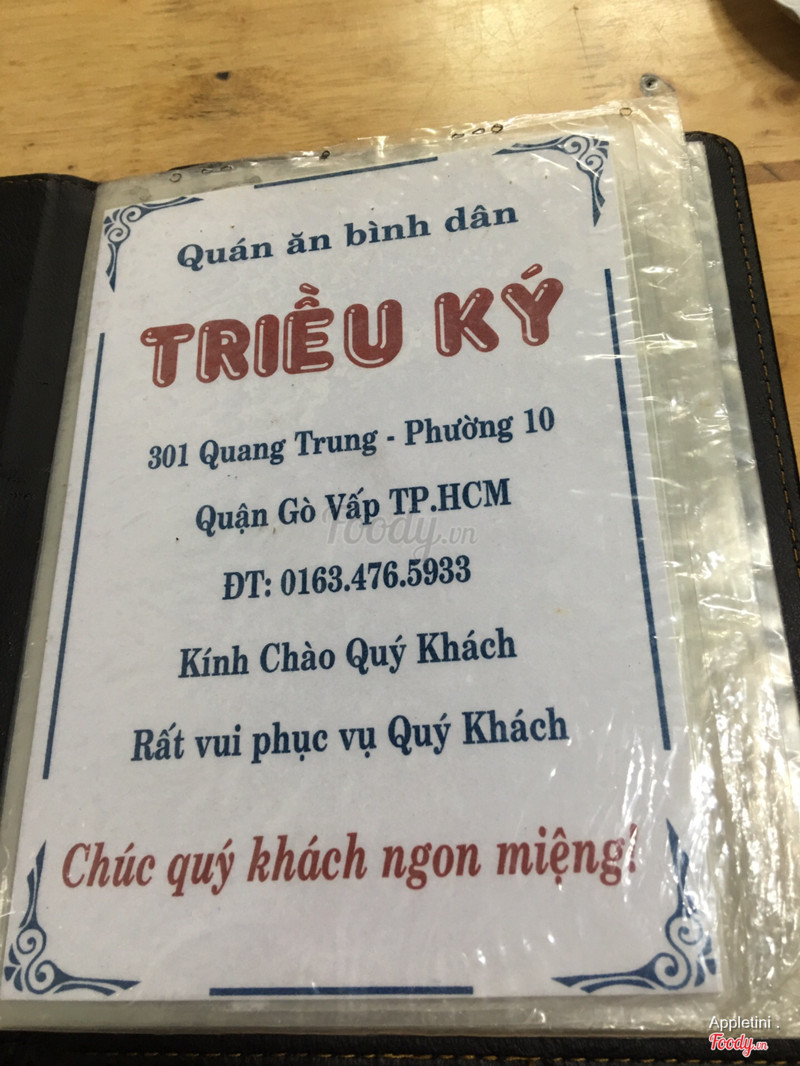 Quán ăn bình dân
TRIỀU KÝ
301 Quang Trung - Phường 10
Quận Gò Vấp TP.HCM
Foody.vn
ĐT: 0163.476.5933
Kính Chào Quý Khách
Rất vui phục vụ Quý Khách
Chúc quý khách ngon miệng!
Appletini .
Foody.vn